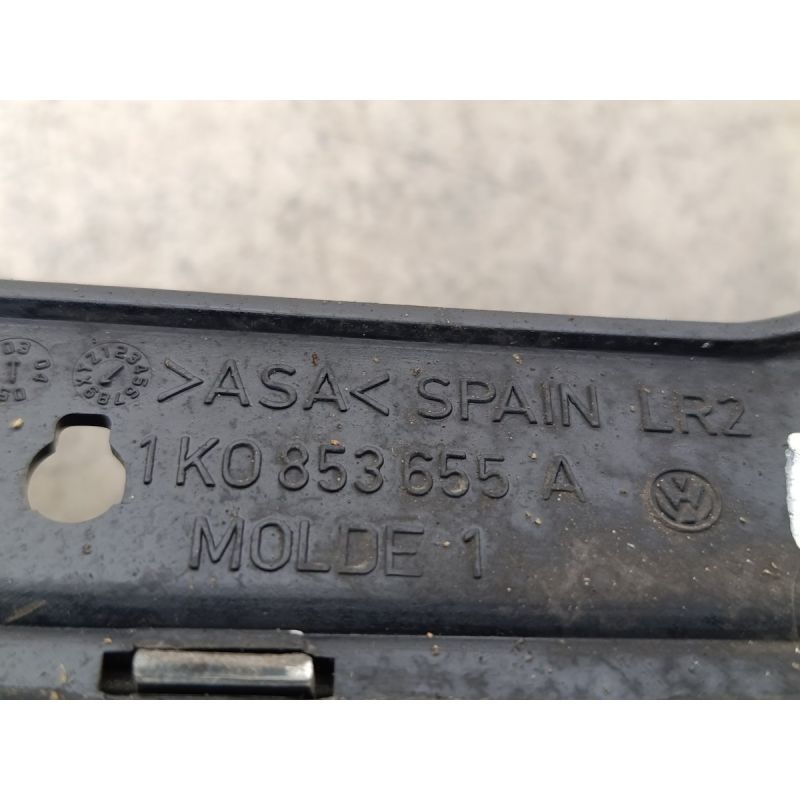 >ASA< SPAIN LR2
1K0 853 655 A
MOLDE 1